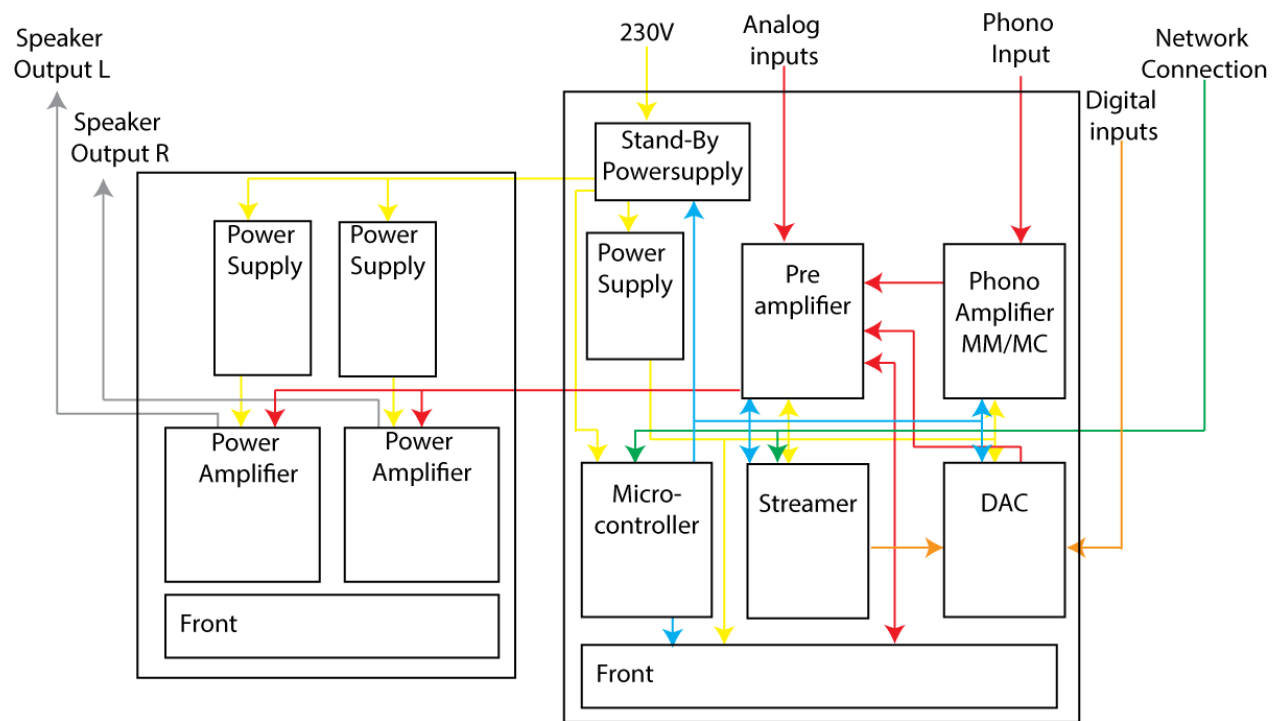 Speaker
Output L
Speaker
Output R
230V
Analog
inputs
Phono
Input
Network
Connection
Digital
inputs
Stand-By
Powersupply
Power
Supply
Power
Supply
Power
Supply
Pre
amplifier
Phono
Amplifier
MM/MC
Power
Amplifier
Power
Amplifier
Micro-
controller
Streamer
DAC
Front
Front